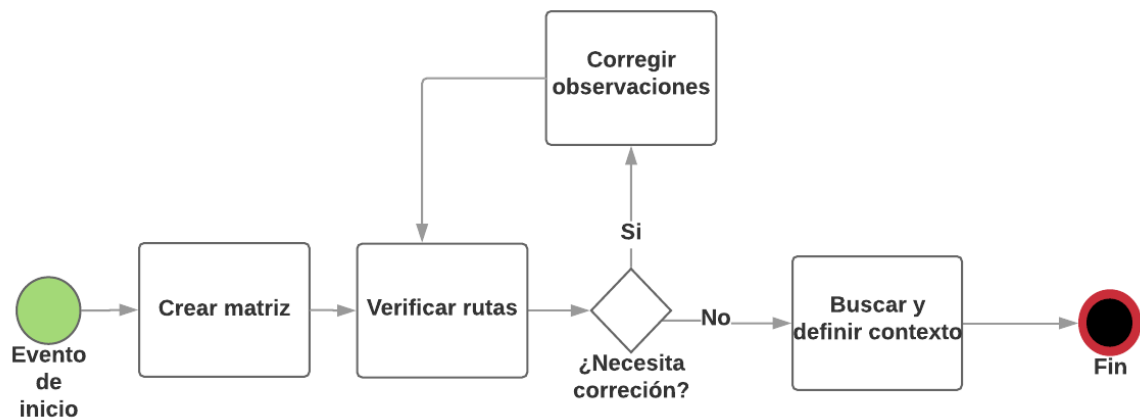 Corregir
observaciones
Si
Crear matriz
Verificar rutas
No
Buscar y
definir contexto
Evento
de
inicio
¿Necesita
correción?
Fin